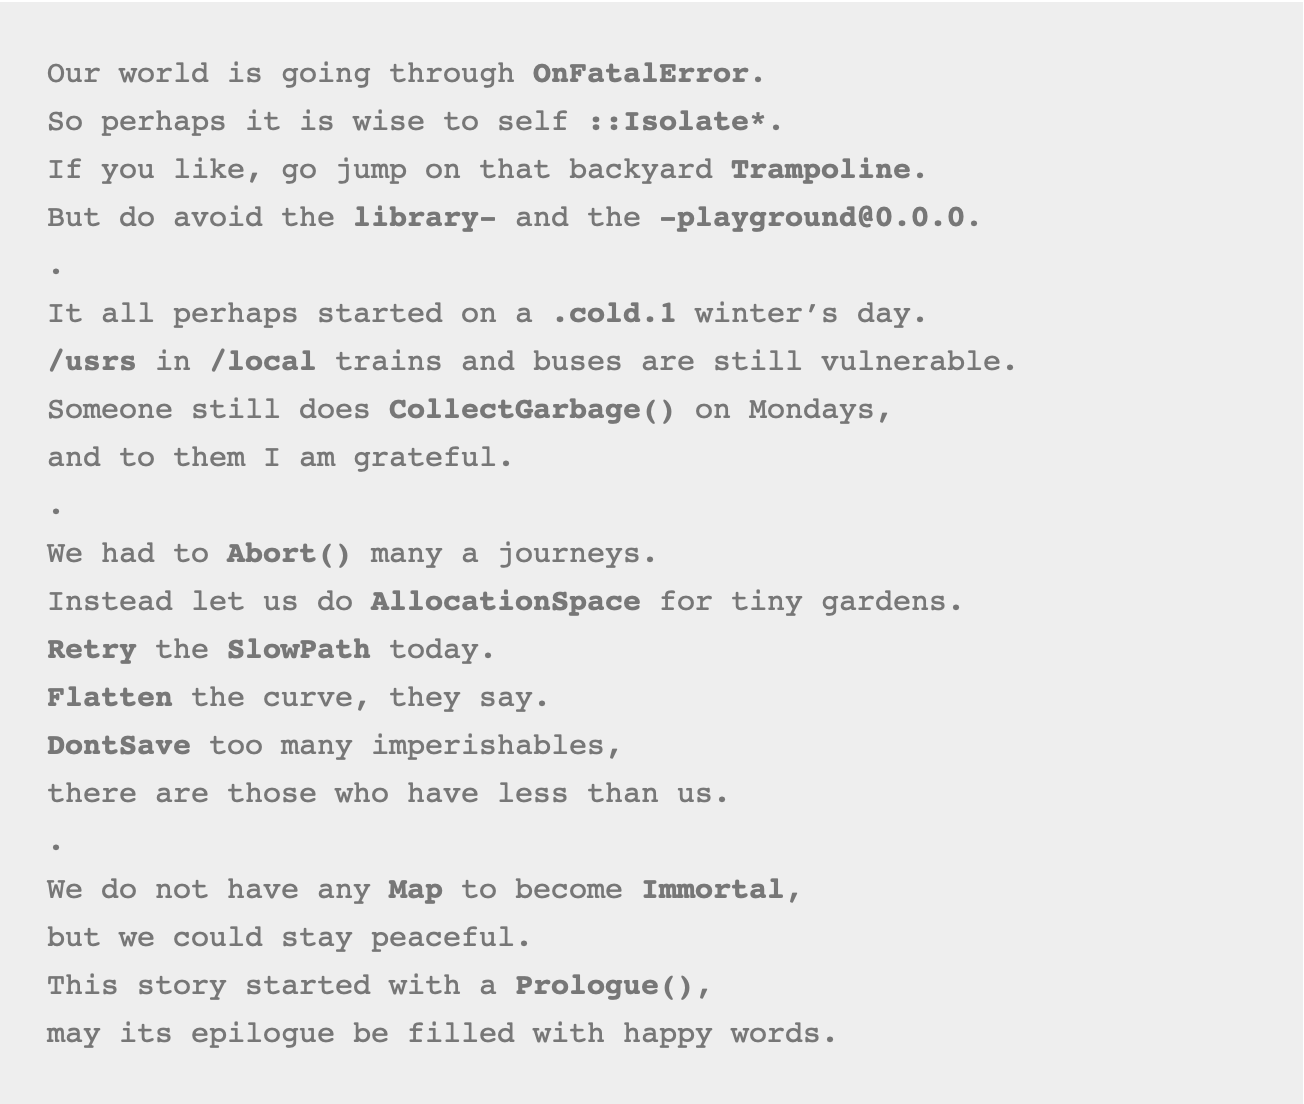 Our world is going through OnFatalError.
So perhaps it is wise to self ::Isolate*.
If you like, go jump on that backyard Trampoline.
But do avoid the library- and the -playground@0.0.0.
.
It all perhaps started on a .cold.1 winter’s day.
/usrs in /local trains and buses are still vulnerable.
Someone still does CollectGarbage() on Mondays,
and to them I am grateful.
.
We had to Abort() many a journeys.
Instead let us do AllocationSpace for tiny gardens.
Retry the SlowPath today.
Flatten the curve, they say.
DontSave too many imperishables,
there are those who have less than us.
.
We do not have any Map to become Immortal,
but we could stay peaceful.
This story started with a Prologue(),
may its epilogue be filled with happy words.